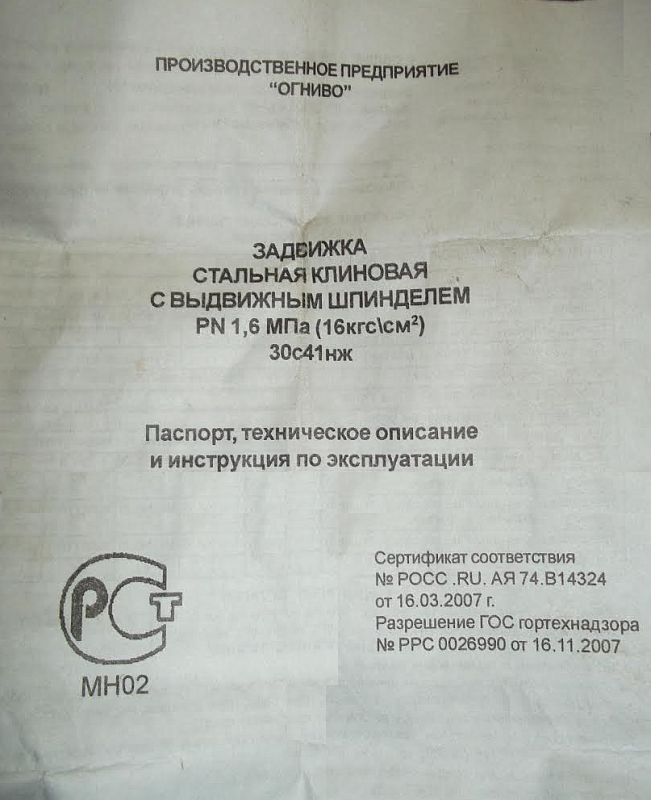 ПРОИЗВОДСТВЕННОЕ ПРЕДПРИЯТИЕ
“ОГНИВО”
ЗАДВИЖКА
СТАЛЬНАЯ КЛИНОВАЯ
С ВЫДВИЖНЫМ ШПИНДЕЛЕМ
PN 1,6 МПа (16кгс\см²)
30с41нж
Паспорт, техническое описание
и инструкция по эксплуатации
Сертификат соответствия
№ РОСС .RU. АЯ 74.В14324
от 16.03.2007 г.
Разрешение ГОС гортехнадзора
№ РРС 0026990 от 16.11.2007
РСТ
МН02